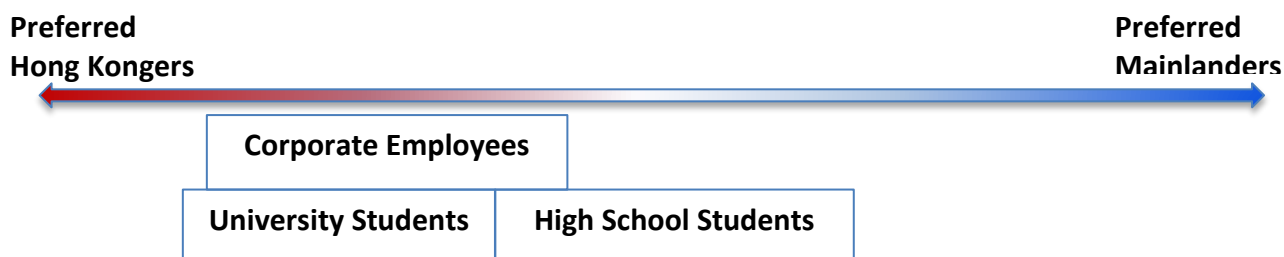 Preferred
Hong Kongers
Preferred
Mainlanders
Corporate Employees
University Students
High School Students